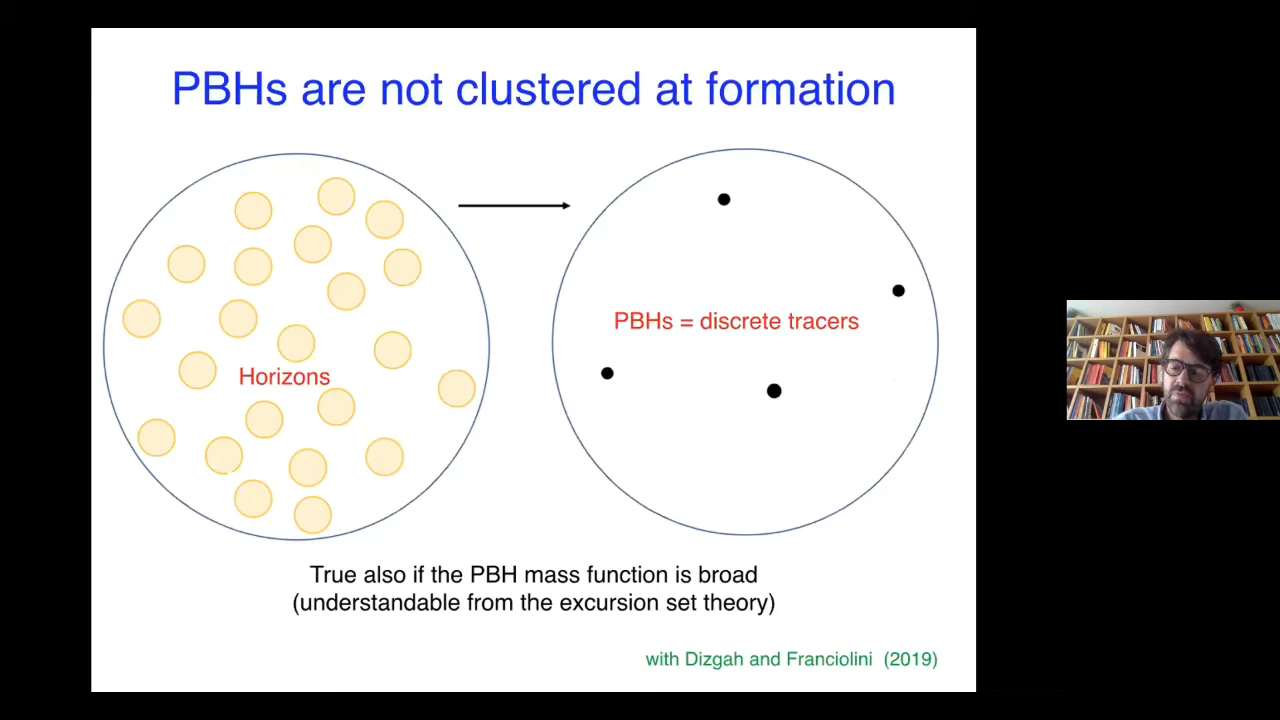 PBHs are not clustered at formation
PBHs = discrete tracers
Horizons
True also if the PBH mass function is broad
(understandable from the excursion set theory)
with Dizgah and Franciolini (2019)